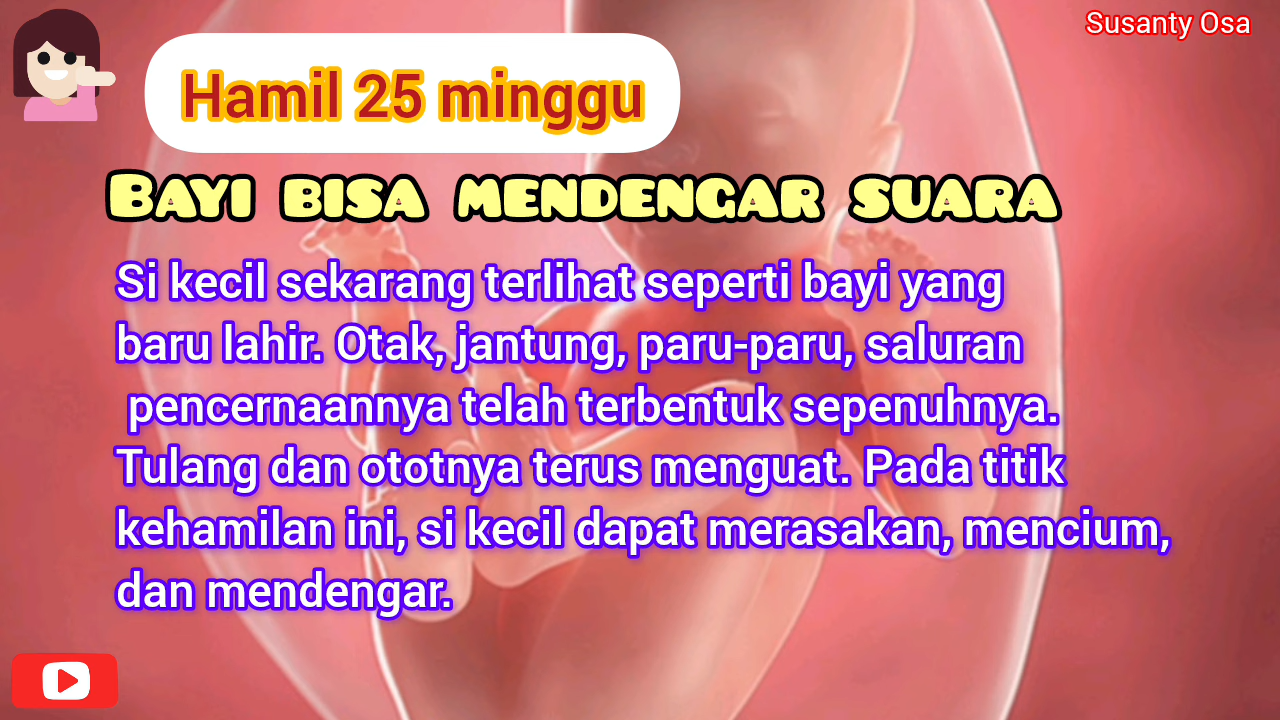 Susanty Osa
Hamil 25 minggu
Bayi bisa mendengar suara
Si kecil sekarang terlihat seperti bayi yang
baru lahir. Otak, jantung, paru-paru, saluran
pencernaannya telah terbentuk sepenuhnya.
Tulang dan ototnya terus menguat. Pada titik
kehamilan ini, si kecil dapat merasakan, mencium,
dan mendengar.